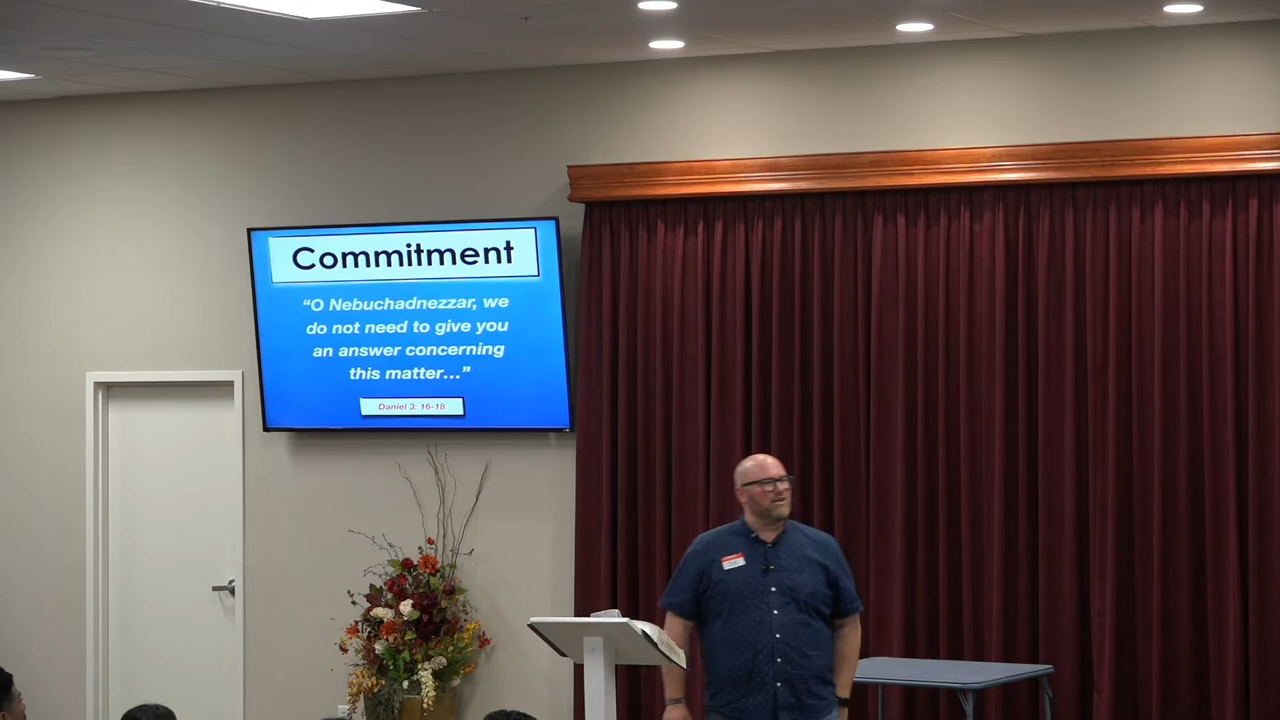 Commitment
“O Nebuchadnezzar, we
do not need to give you
an answer concerning
this matter...”
Daniel 3: 16-18